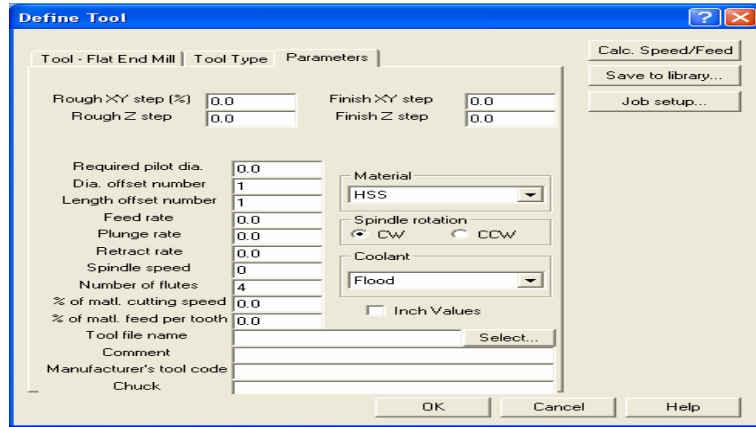 Define Tool
Tool - Flat End Mill Tool Type Parameters Calc. Speed/Feed
Save to library...
Rough XY step (%) 0.0 Finish XY step 0.0 Job setup...
Rough Z step 0.0 Finish Z step 0.0
Required pilot dia. 0.0 Material
Dia. offset number 1 HSS
Length offset number 1
Feed rate 0.0 Spindle rotation
Plunge rate 0.0 CW CCW
Retract rate 0.0 Coolant
Spindle speed 0
Number of flutes 4 Flood
% of matl. cutting speed 0.0 Inch Values
% of matl. feed per tooth 0.0
Tool file name Select...
Comment
Manufacturer's tool code
Chuck
OK Cancel Help